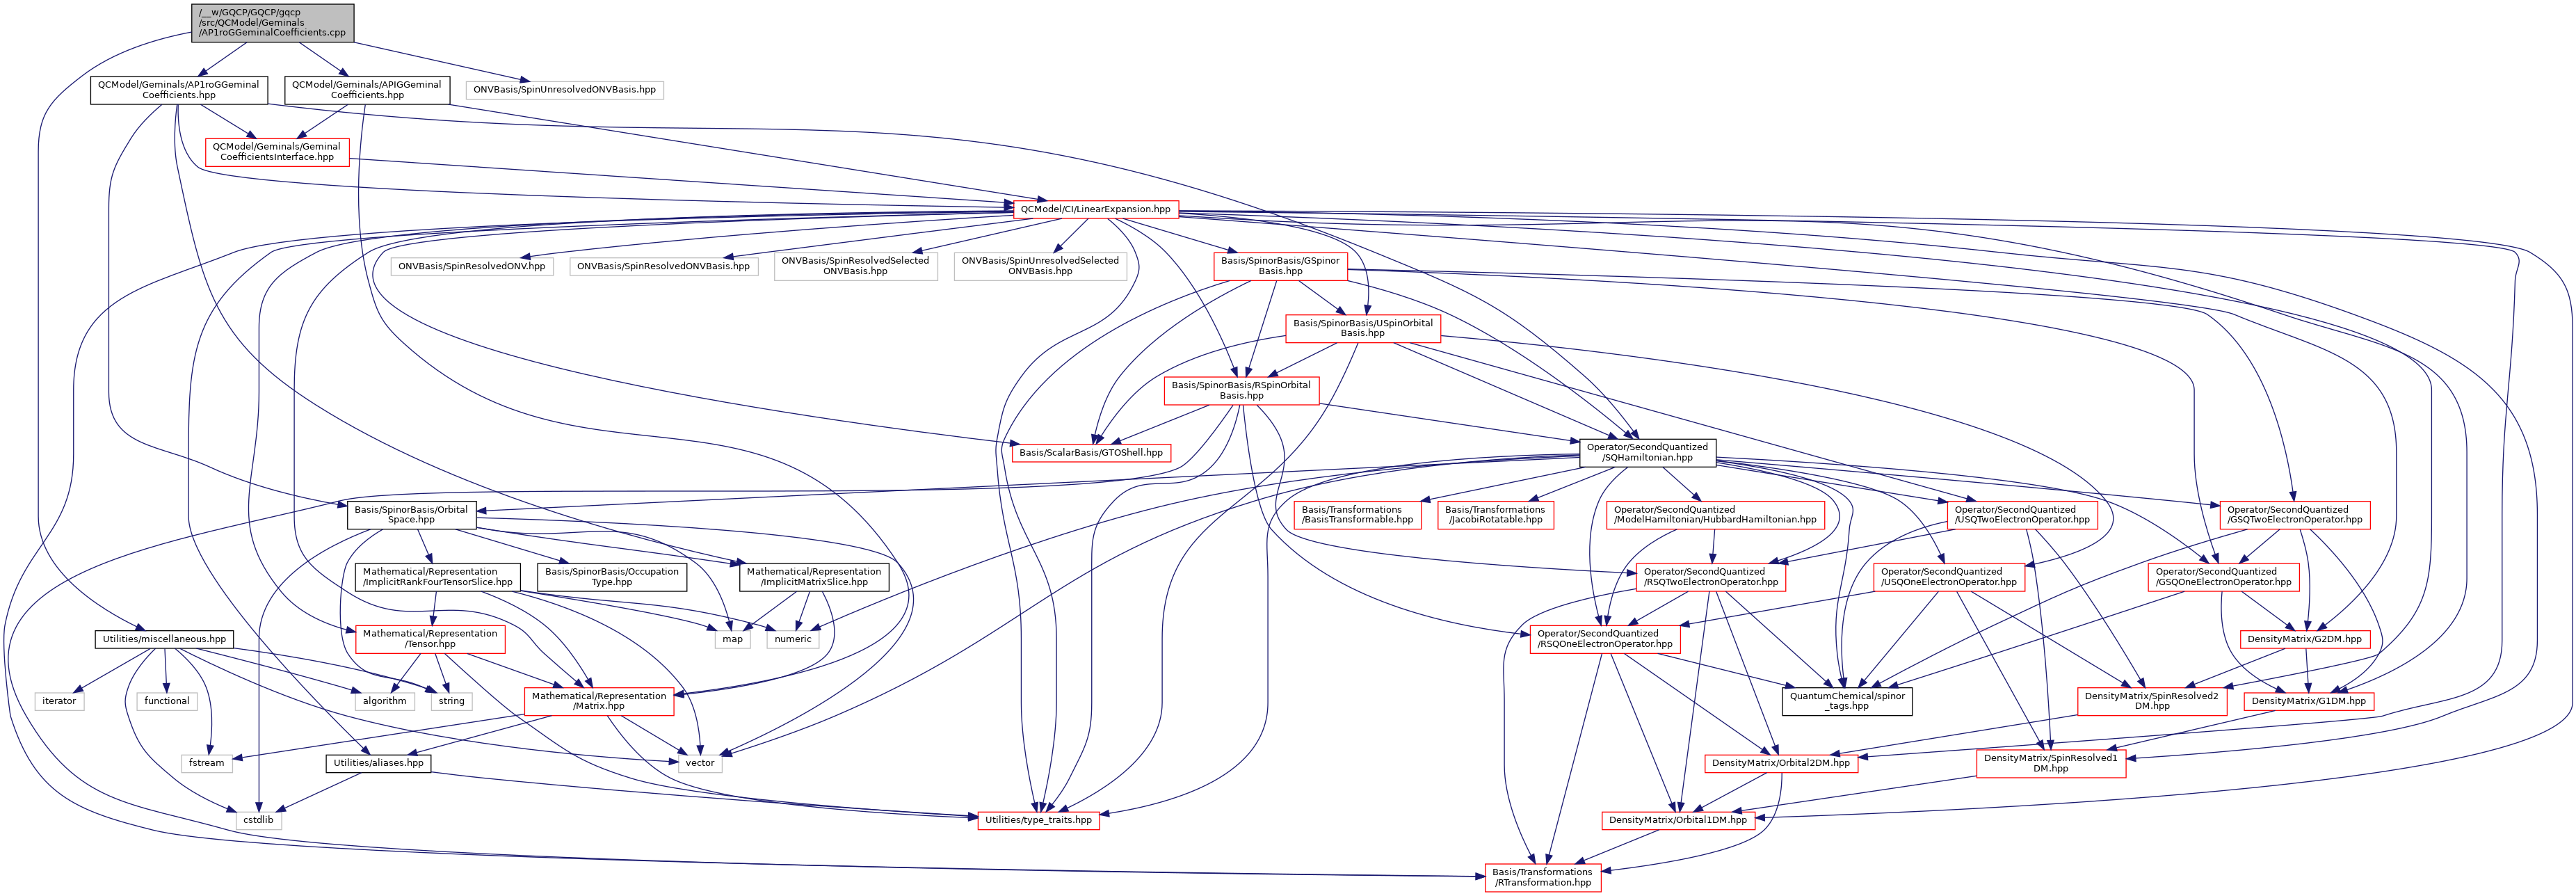 /__w/GQCP/GQCP/gqcp
/src/QCModel/Geminals
/AP1roGGeminalCoefficients.cpp
QCModel/Geminals/AP1roGGeminal
Coefficients.hpp
QCModel/Geminals/APIGGeminal
Coefficients.hpp
ONVBasis/SpinUnresolvedONVBasis.hpp
QCModel/Geminals/Geminal
CoefficientsInterface.hpp
QCModel/CI/LinearExpansion.hpp
ONVBasis/SpinResolvedONV.hpp
ONVBasis/SpinResolvedONVBasis.hpp
ONVBasis/SpinResolvedSelected
ONVBasis.hpp
ONVBasis/SpinUnresolvedSelected
ONVBasis.hpp
Basis/SpinorBasis/GSpinor
Basis.hpp
Basis/SpinorBasis/USpinOrbital
Basis.hpp
Basis/SpinorBasis/RSpinOrbital
Basis.hpp
Basis/ScalarBasis/GTOShell.hpp
Operator/SecondQuantized
/SQHamiltonian.hpp
Basis/SpinorBasis/Orbital
Space.hpp
Basis/Transformations
/BasisTransformable.hpp
Basis/Transformations
/JacobiRotatable.hpp
Operator/SecondQuantized
/ModelHamiltonian/HubbardHamiltonian.hpp
Operator/SecondQuantized
/USQTwoElectronOperator.hpp
Operator/SecondQuantized
/GSQTwoElectronOperator.hpp
Mathematical/Representation
/ImplicitRankFourTensorSlice.hpp
Basis/SpinorBasis/Occupation
Type.hpp
Mathematical/Representation
/ImplicitMatrixSlice.hpp
Operator/SecondQuantized
/RSQTwoElectronOperator.hpp
Operator/SecondQuantized
/USQOneElectronOperator.hpp
Operator/SecondQuantized
/GSQOneElectronOperator.hpp
Utilities/miscellaneous.hpp
Mathematical/Representation
/Tensor.hpp
map
numeric
Operator/SecondQuantized
/RSQOneElectronOperator.hpp
DensityMatrix/G2DM.hpp
iterator
functional
algorithm
string
Mathematical/Representation
/Matrix.hpp
QuantumChemical/spinor
_tags.hpp
DensityMatrix/SpinResolved2
DM.hpp
DensityMatrix/G1DM.hpp
fstream
Utilities/aliases.hpp
vector
DensityMatrix/Orbital2DM.hpp
DensityMatrix/SpinResolved1
DM.hpp
cstdlib
Utilities/type_traits.hpp
DensityMatrix/Orbital1DM.hpp
Basis/Transformations
/RTransformation.hpp